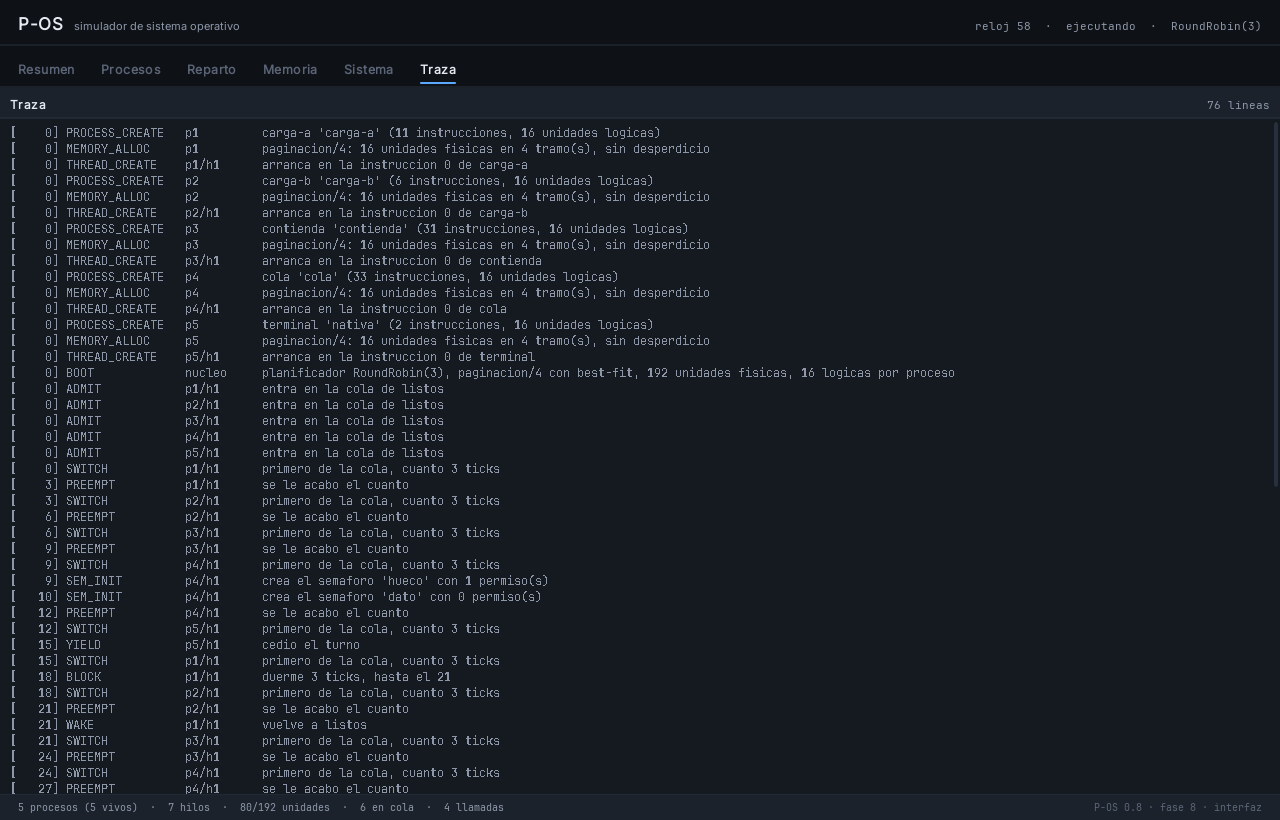 P-OS simulador de sistema operativo reloj 58 · ejecutando · RoundRobin(3)
Resumen Procesos Reparto Memoria Sistema Traza
Traza 76 lineas
[ 0] PROCESS_CREATE p1 carga-a 'carga-a' (11 instrucciones, 16 unidades logicas)
[ 0] MEMORY_ALLOC p1 paginacion/4: 16 unidades fisicas en 4 tramo(s), sin desperdicio
[ 0] THREAD_CREATE p1/h1 arranca en la instruccion 0 de carga-a
[ 0] PROCESS_CREATE p2 carga-b 'carga-b' (6 instrucciones, 16 unidades logicas)
[ 0] MEMORY_ALLOC p2 paginacion/4: 16 unidades fisicas en 4 tramo(s), sin desperdicio
[ 0] THREAD_CREATE p2/h1 arranca en la instruccion 0 de carga-b
[ 0] PROCESS_CREATE p3 contienda 'contienda' (31 instrucciones, 16 unidades logicas)
[ 0] MEMORY_ALLOC p3 paginacion/4: 16 unidades fisicas en 4 tramo(s), sin desperdicio
[ 0] THREAD_CREATE p3/h1 arranca en la instruccion 0 de contienda
[ 0] PROCESS_CREATE p4 cola 'cola' (33 instrucciones, 16 unidades logicas)
[ 0] MEMORY_ALLOC p4 paginacion/4: 16 unidades fisicas en 4 tramo(s), sin desperdicio
[ 0] THREAD_CREATE p4/h1 arranca en la instruccion 0 de cola
[ 0] PROCESS_CREATE p5 terminal 'nativa' (2 instrucciones, 16 unidades logicas)
[ 0] MEMORY_ALLOC p5 paginacion/4: 16 unidades fisicas en 4 tramo(s), sin desperdicio
[ 0] THREAD_CREATE p5/h1 arranca en la instruccion 0 de terminal
[ 0] BOOT nucleo planificador RoundRobin(3), paginacion/4 con best-fit, 192 unidades fisicas, 16 logicas por proceso
[ 0] ADMIT p1/h1 entra en la cola de listos
[ 0] ADMIT p2/h1 entra en la cola de listos
[ 0] ADMIT p3/h1 entra en la cola de listos
[ 0] ADMIT p4/h1 entra en la cola de listos
[ 0] ADMIT p5/h1 entra en la cola de listos
[ 0] SWITCH p1/h1 primero de la cola, cuanto 3 ticks
[ 3] PREEMPT p1/h1 se le acabo el cuanto
[ 3] SWITCH p2/h1 primero de la cola, cuanto 3 ticks
[ 6] PREEMPT p2/h1 se le acabo el cuanto
[ 6] SWITCH p3/h1 primero de la cola, cuanto 3 ticks
[ 9] PREEMPT p3/h1 se le acabo el cuanto
[ 9] SWITCH p4/h1 primero de la cola, cuanto 3 ticks
[ 9] SEM_INIT p4/h1 crea el semaforo 'hueco' con 1 permiso(s)
[ 10] SEM_INIT p4/h1 crea el semaforo 'dato' con 0 permiso(s)
[ 12] PREEMPT p4/h1 se le acabo el cuanto
[ 12] SWITCH p5/h1 primero de la cola, cuanto 3 ticks
[ 15] YIELD p5/h1 cedio el turno
[ 15] SWITCH p1/h1 primero de la cola, cuanto 3 ticks
[ 18] BLOCK p1/h1 duerme 3 ticks, hasta el 21
[ 18] SWITCH p2/h1 primero de la cola, cuanto 3 ticks
[ 21] PREEMPT p2/h1 se le acabo el cuanto
[ 21] WAKE p1/h1 vuelve a listos
[ 21] SWITCH p3/h1 primero de la cola, cuanto 3 ticks
[ 24] PREEMPT p3/h1 se le acabo el cuanto
[ 24] SWITCH p4/h1 primero de la cola, cuanto 3 ticks
[ 27] PREEMPT p4/h1 se le acabo el cuanto
5 procesos (5 vivos) · 7 hilos · 80/192 unidades · 6 en cola · 4 llamadas P-OS 0.8 · fase 8 · interfaz